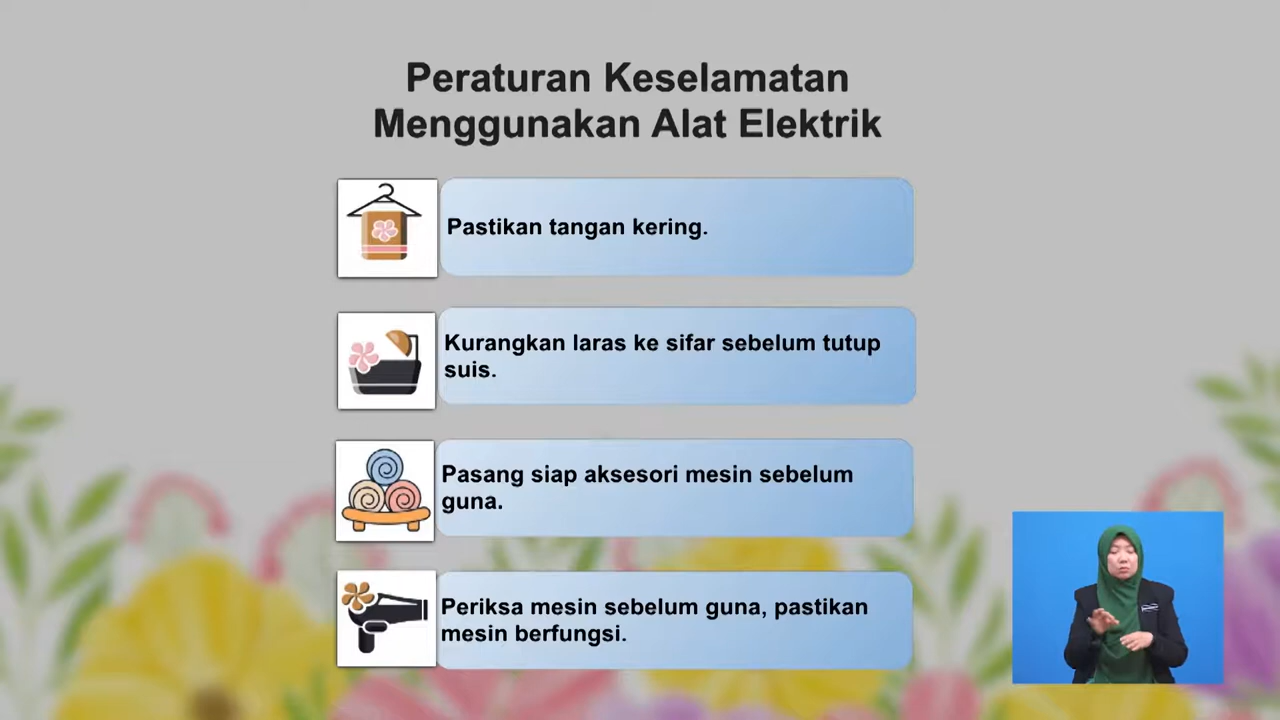 Peraturan Keselamatan
Menggunakan Alat Elektrik
Pastikan tangan kering.
Kurangkan laras ke sifar sebelum tutup
suis.
Pasang siap aksesori mesin sebelum
guna.
Periksa mesin sebelum guna, pastikan
mesin berfungsi.